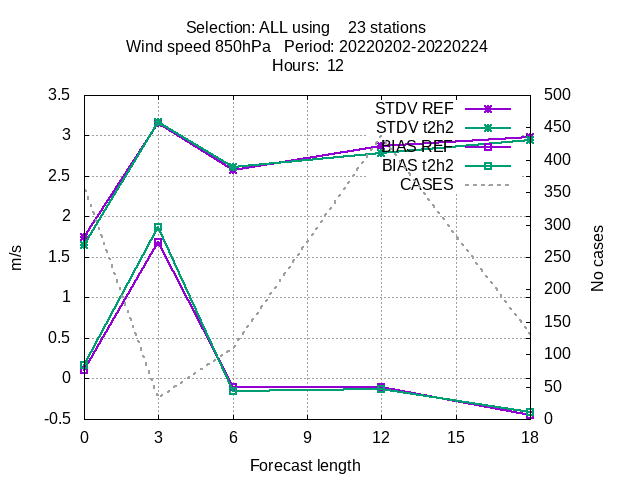 Selection: ALL using    23 stations
Wind speed 850hPa   Period: 20220202-20220224
Hours:  12
3.5
3
2.5
2
1.5
1
0.5
0
-0.5
m/s
STDV REF
STDV t2h2
BIAS REF
BIAS t2h2
CASES
500
450
400
350
300
250
200
150
100
50
0
No cases
0 3 6 9 12 15 18
Forecast length